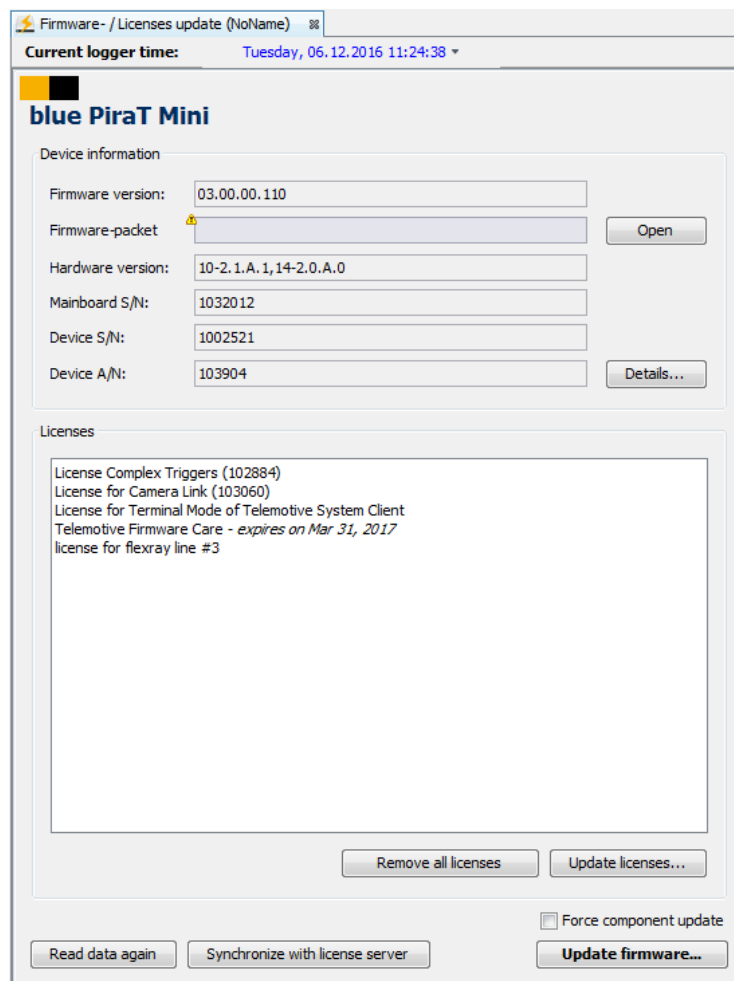 Firmware- / Licenses update (NoName)
Current logger time: Tuesday, 06.12.2016 11:24:38
blue PiraT Mini
Device information
Firmware version: 03.00.00.110
Firmware-packet Open
Hardware version: 10-2.1.A.1,14-2.0.A.0
Mainboard S/N: 1032012
Device S/N: 1002521
Device A/N: 103904 Details...
Licenses
License Complex Triggers (102884)
License for Camera Link (103060)
License for Terminal Mode of Telemotive System Client
Telemotive Firmware Care - expires on Mar 31, 2017
license for flexray line #3
Remove all licenses Update licenses...
Force component update
Read data again Synchronize with license server Update firmware...